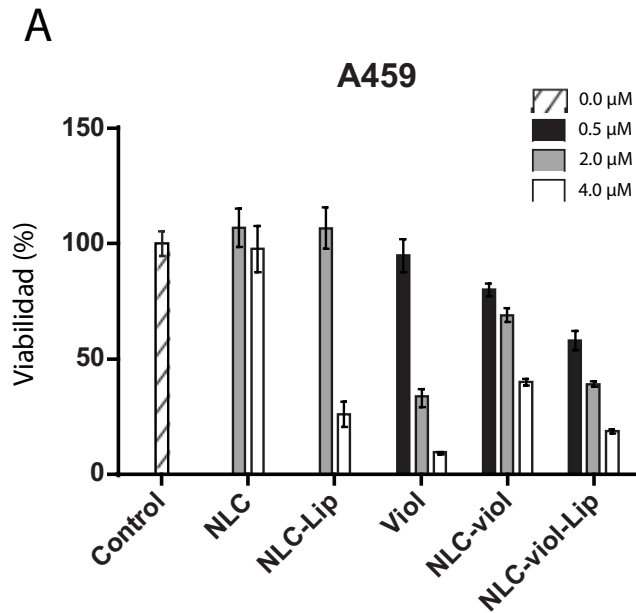 A
A459
0.0 µM
0.5 µM
2.0 µM
4.0 µM
Viabilidad (%)
150
100
50
0
Control
NLC
NLC-Lip
Viol
NLC-viol
NLC-viol-Lip